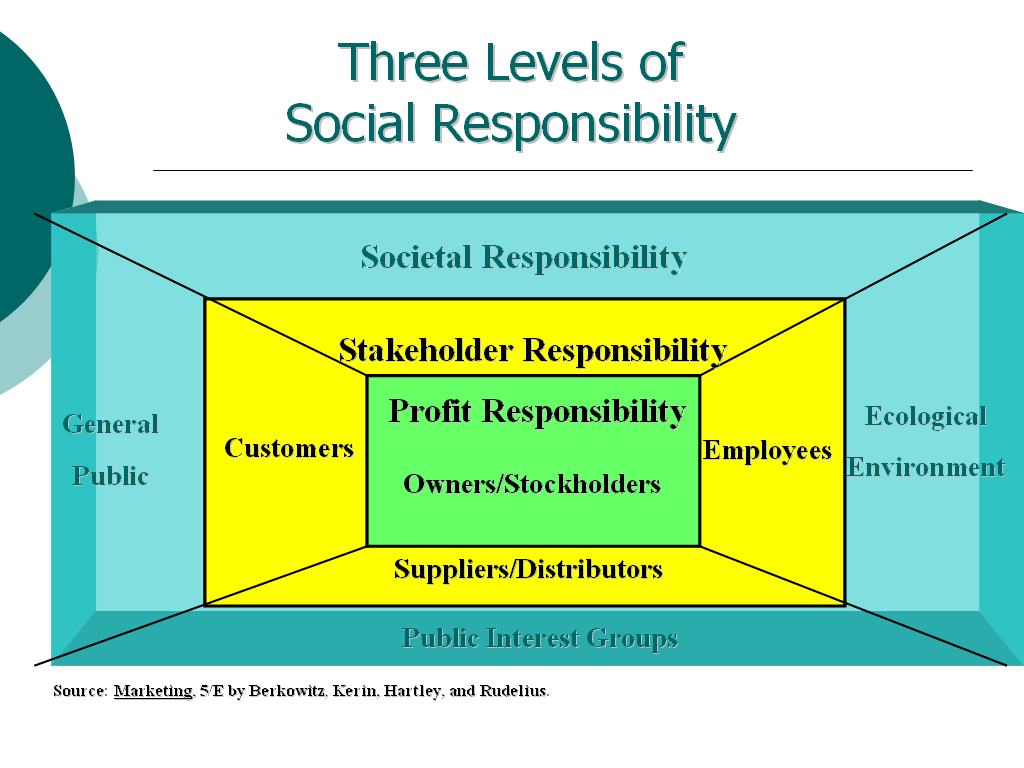 Three Levels of
Social Responsibility
Societal Responsibility
Stakeholder Responsibility
Profit Responsibility
General
Public
Customers
Owners/Stockholders
Employees
Ecological
Environment
Suppliers/Distributors
Public Interest Groups
Source: Marketing, 5/E by Berkowitz, Kerin, Hartley, and Rudelius.